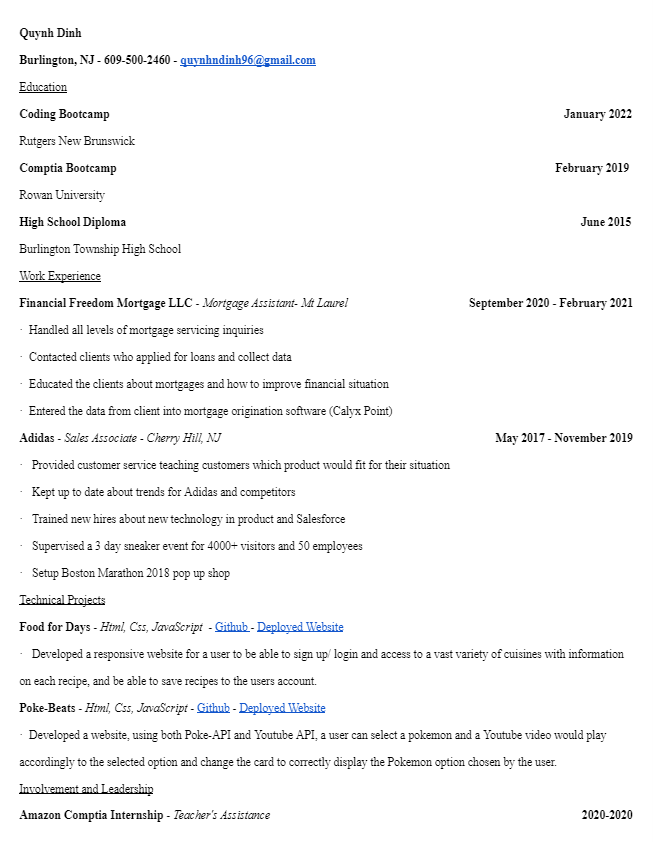 Quynh Dinh
Burlington, NJ - 609-500-2460 - quynhndinh96@gmail.com
Education
Coding Bootcamp January 2022
Rutgers New Brunswick
Comptia Bootcamp February 2019
Rowan University
High School Diploma June 2015
Burlington Township High School
Work Experience
Financial Freedom Mortgage LLC - Mortgage Assistant- Mt Laurel September 2020 - February 2021
· Handled all levels of mortgage servicing inquiries
· Contacted clients who applied for loans and collect data
· Educated the clients about mortgages and how to improve financial situation
· Entered the data from client into mortgage origination software (Calyx Point)
Adidas - Sales Associate - Cherry Hill, NJ May 2017 - November 2019
· Provided customer service teaching customers which product would fit for their situation
· Kept up to date about trends for Adidas and competitors
· Trained new hires about new technology in product and Salesforce
· Supervised a 3 day sneaker event for 4000+ visitors and 50 employees
· Setup Boston Marathon 2018 pop up shop
Technical Projects
Food for Days - Html, Css, JavaScript - Github - Deployed Website
· Developed a responsive website for a user to be able to sign up/ login and access to a vast variety of cuisines with information
on each recipe, and be able to save recipes to the users account.
Poke-Beats - Html, Css, JavaScript - Github - Deployed Website
· Developed a website, using both Poke-API and Youtube API, a user can select a pokemon and a Youtube video would play
accordingly to the selected option and change the card to correctly display the Pokemon option chosen by the user.
Involvement and Leadership
Amazon Comptia Internship - Teacher's Assistance 2020-2020